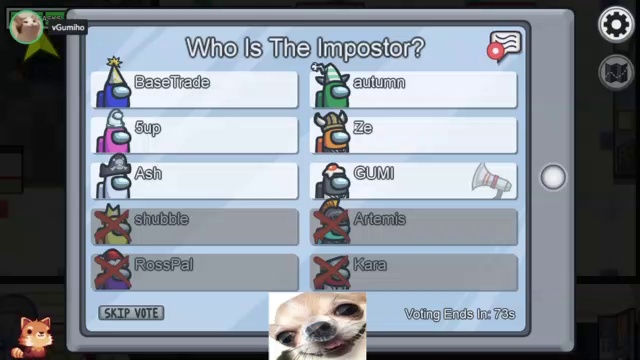 vGumiho
Who Is The Impostor?
BaseTrade
autumn
5up
Ze
Ash
GUMI
shubble
Artemis
RossPal
Kara
SKIP VOTE
Voting Ends In: 73s